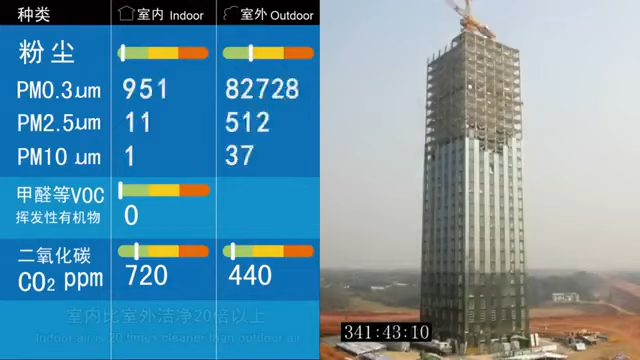 种类 室内 Indoor 室外 Outdoor
粉尘
PM0.3um 951 82728
PM2.5um 11 512
PM10 um 1 37
甲醛等VOC
挥发性有机物 0
二氧化碳
CO2 ppm 720 440
室内比室外洁净20倍以上
Indoor air is 20 times cleaner than outdoor air
341:43:10